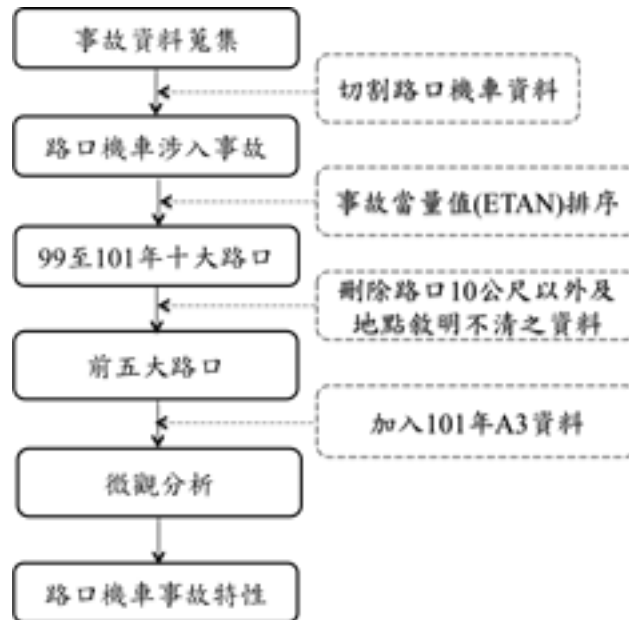 事故資料蒐集
切割路口機車資料
路口機車涉入事故
事故當量值(ETAN)排序
99至101年十大路口
刪除路口10公尺以外及
地點敘明不清之資料
前五大路口
加入101年A3資料
微觀分析
路口機車事故特性